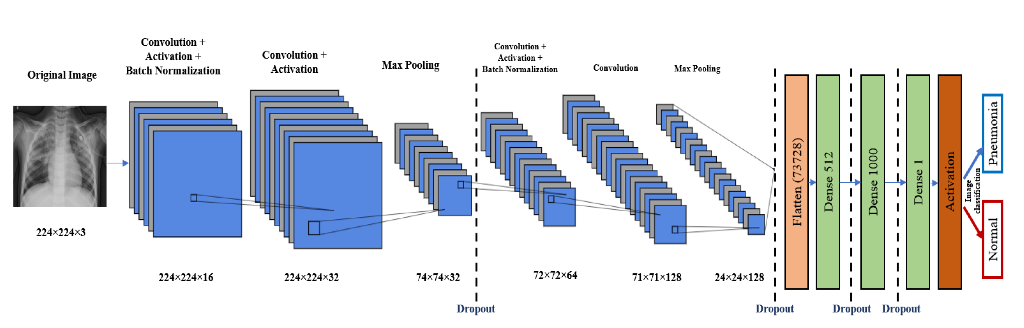 Original Image
Convolution +
Activation +
Batch Normalization
Convolution +
Activation
Max Pooling
Convolution +
Activation +
Batch Normalization
Convolution
Max Pooling
224×224×3
224×224×16
224×224×32
74×74×32
72×72×64
71×71×128
24×24×128
Dropout
Dropout
Dropout
Dropout
Flatten (73728)
Dense 512
Dense 1000
Dense 1
Activation
Image
classification
Pneumonia
Normal